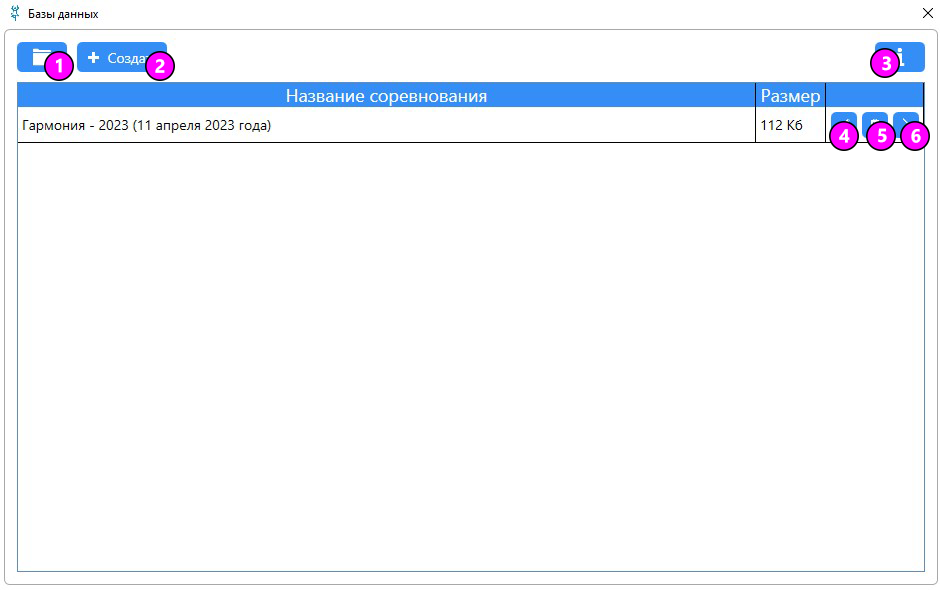 Базы данных
1
Созда 2
3
Название соревнования Размер
Гармония - 2023 (11 апреля 2023 года) 112 Кб
4 5 6